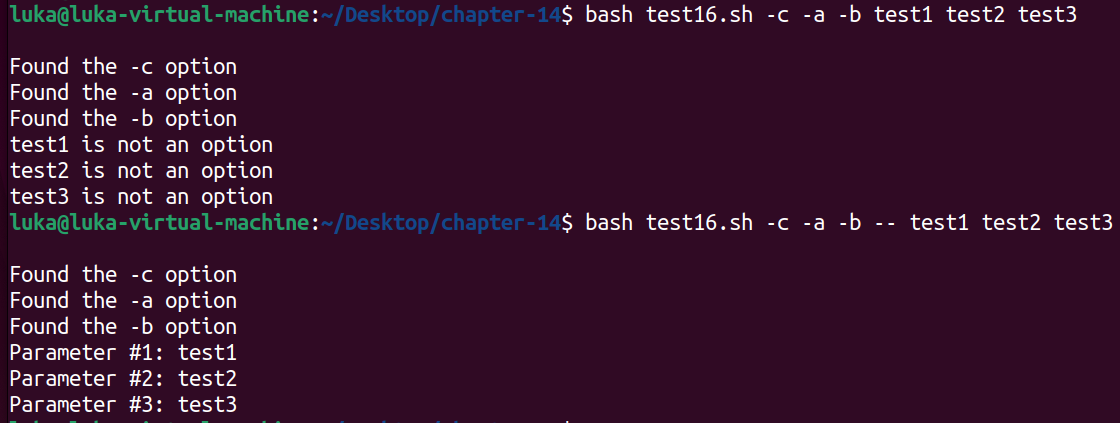 luka@luka-virtual-machine:~/Desktop/chapter-14$ bash test16.sh -c -a -b test1 test2 test3
Found the -c option
Found the -a option
Found the -b option
test1 is not an option
test2 is not an option
test3 is not an option
luka@luka-virtual-machine:~/Desktop/chapter-14$ bash test16.sh -c -a -b -- test1 test2 test3
Found the -c option
Found the -a option
Found the -b option
Parameter #1: test1
Parameter #2: test2
Parameter #3: test3